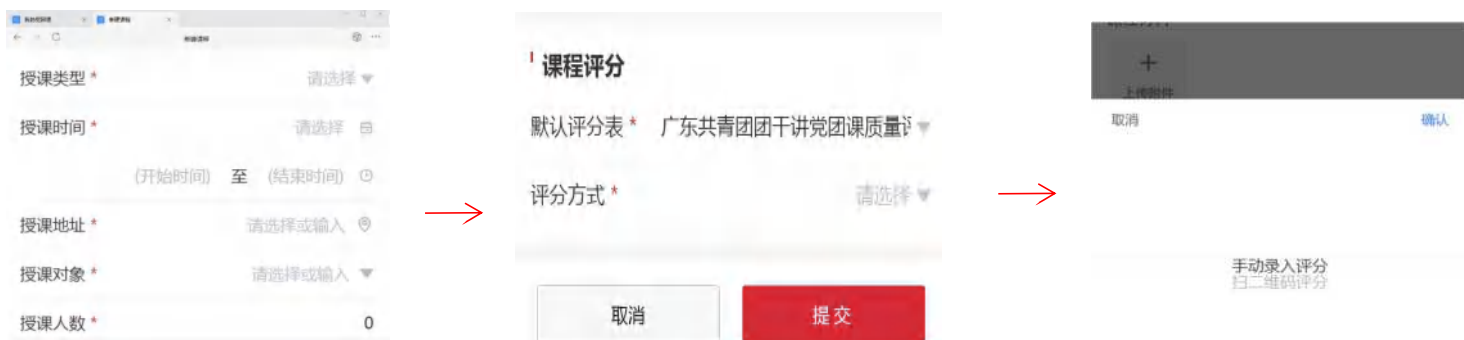 新建课程
授课类型 * 请选择
授课时间 * 请选择
(开始时间) 至 (结束时间)
授课地址 * 请选择或输入
授课对象 * 请选择或输入
授课人数 * 0
课程评分
默认评分表 * 广东共青团团干讲党团课质量
评分方式 * 请选择
取消 提交
上传附件
取消 确认
手动录入评分
扫二维码评分